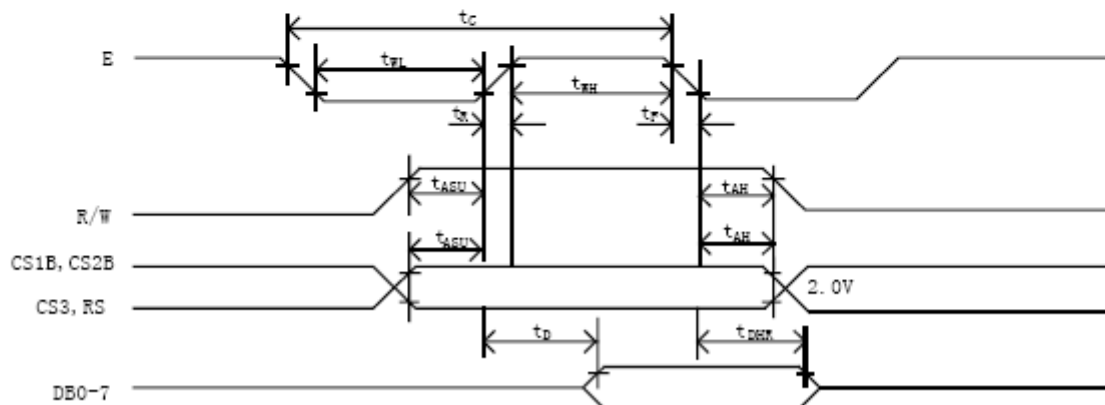 tC
E
tWL
tWH
tR
tF
tASU
tAH
R/W
tASU
tAH
CS1B, CS2B
2.0V
CS3, RS
tD
tDHR
DB0-7